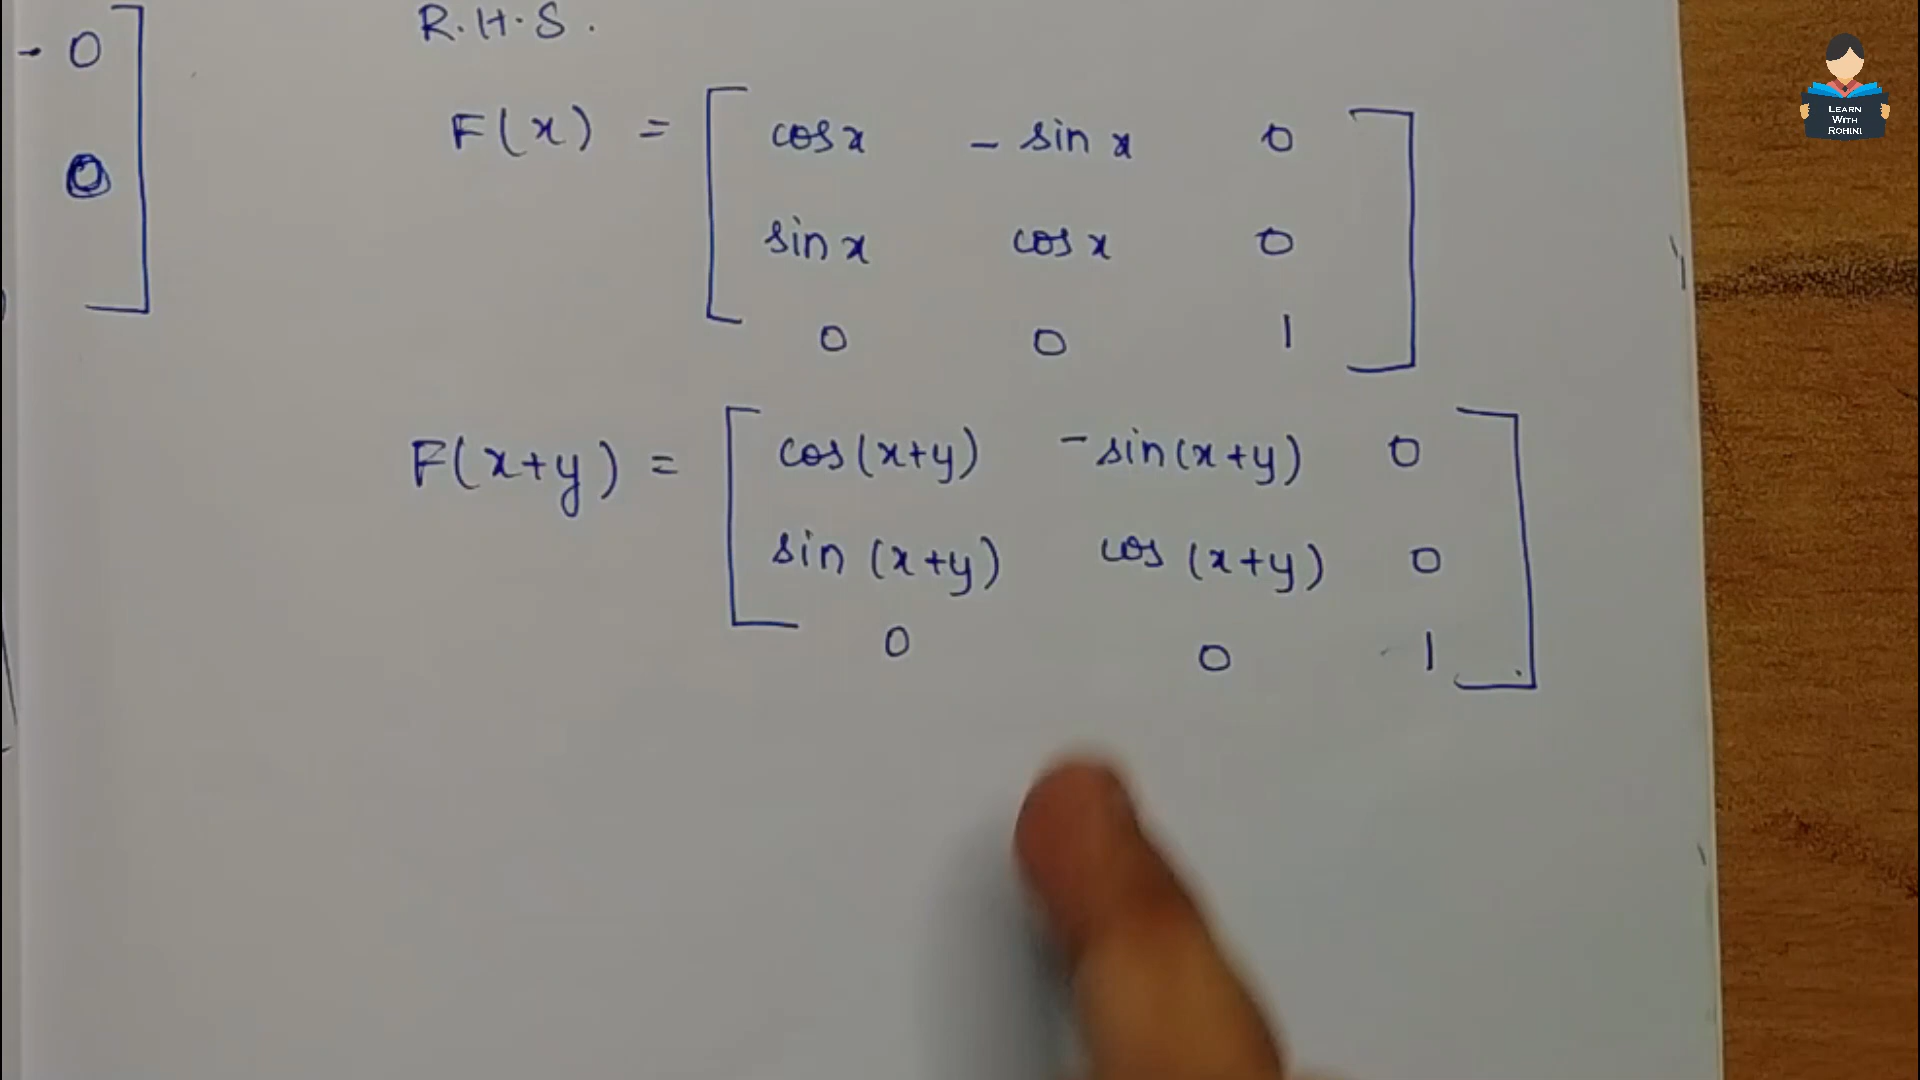 - 0
0
R.H.S.
F(x) = [ cos x - sin x 0
sin x cos x 0
0 0 1 ]
F(x+y) = [ cos(x+y) -sin(x+y) 0
sin (x+y) cos (x+y) 0
0 0 1 ]
LEARN
WITH
ROHINI